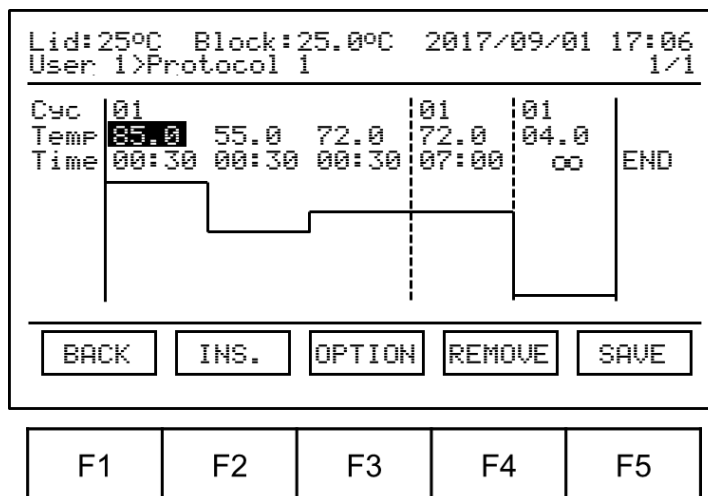 Lid:25ºC Block:25.0ºC 2017/09/01 17:06
User 1>Protocol 1 1/1
Cyc 01 01 01
Temp 85.0 55.0 72.0 72.0 04.0
Time 00:30 00:30 00:30 07:00 ∞ END
BACK INS. OPTION REMOVE SAVE
F1 F2 F3 F4 F5